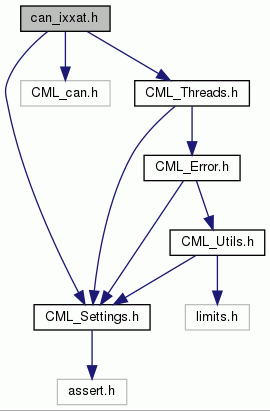 can_ixxat.h
CML_can.h
CML_Threads.h
CML_Error.h
CML_Utils.h
CML_Settings.h
limits.h
assert.h